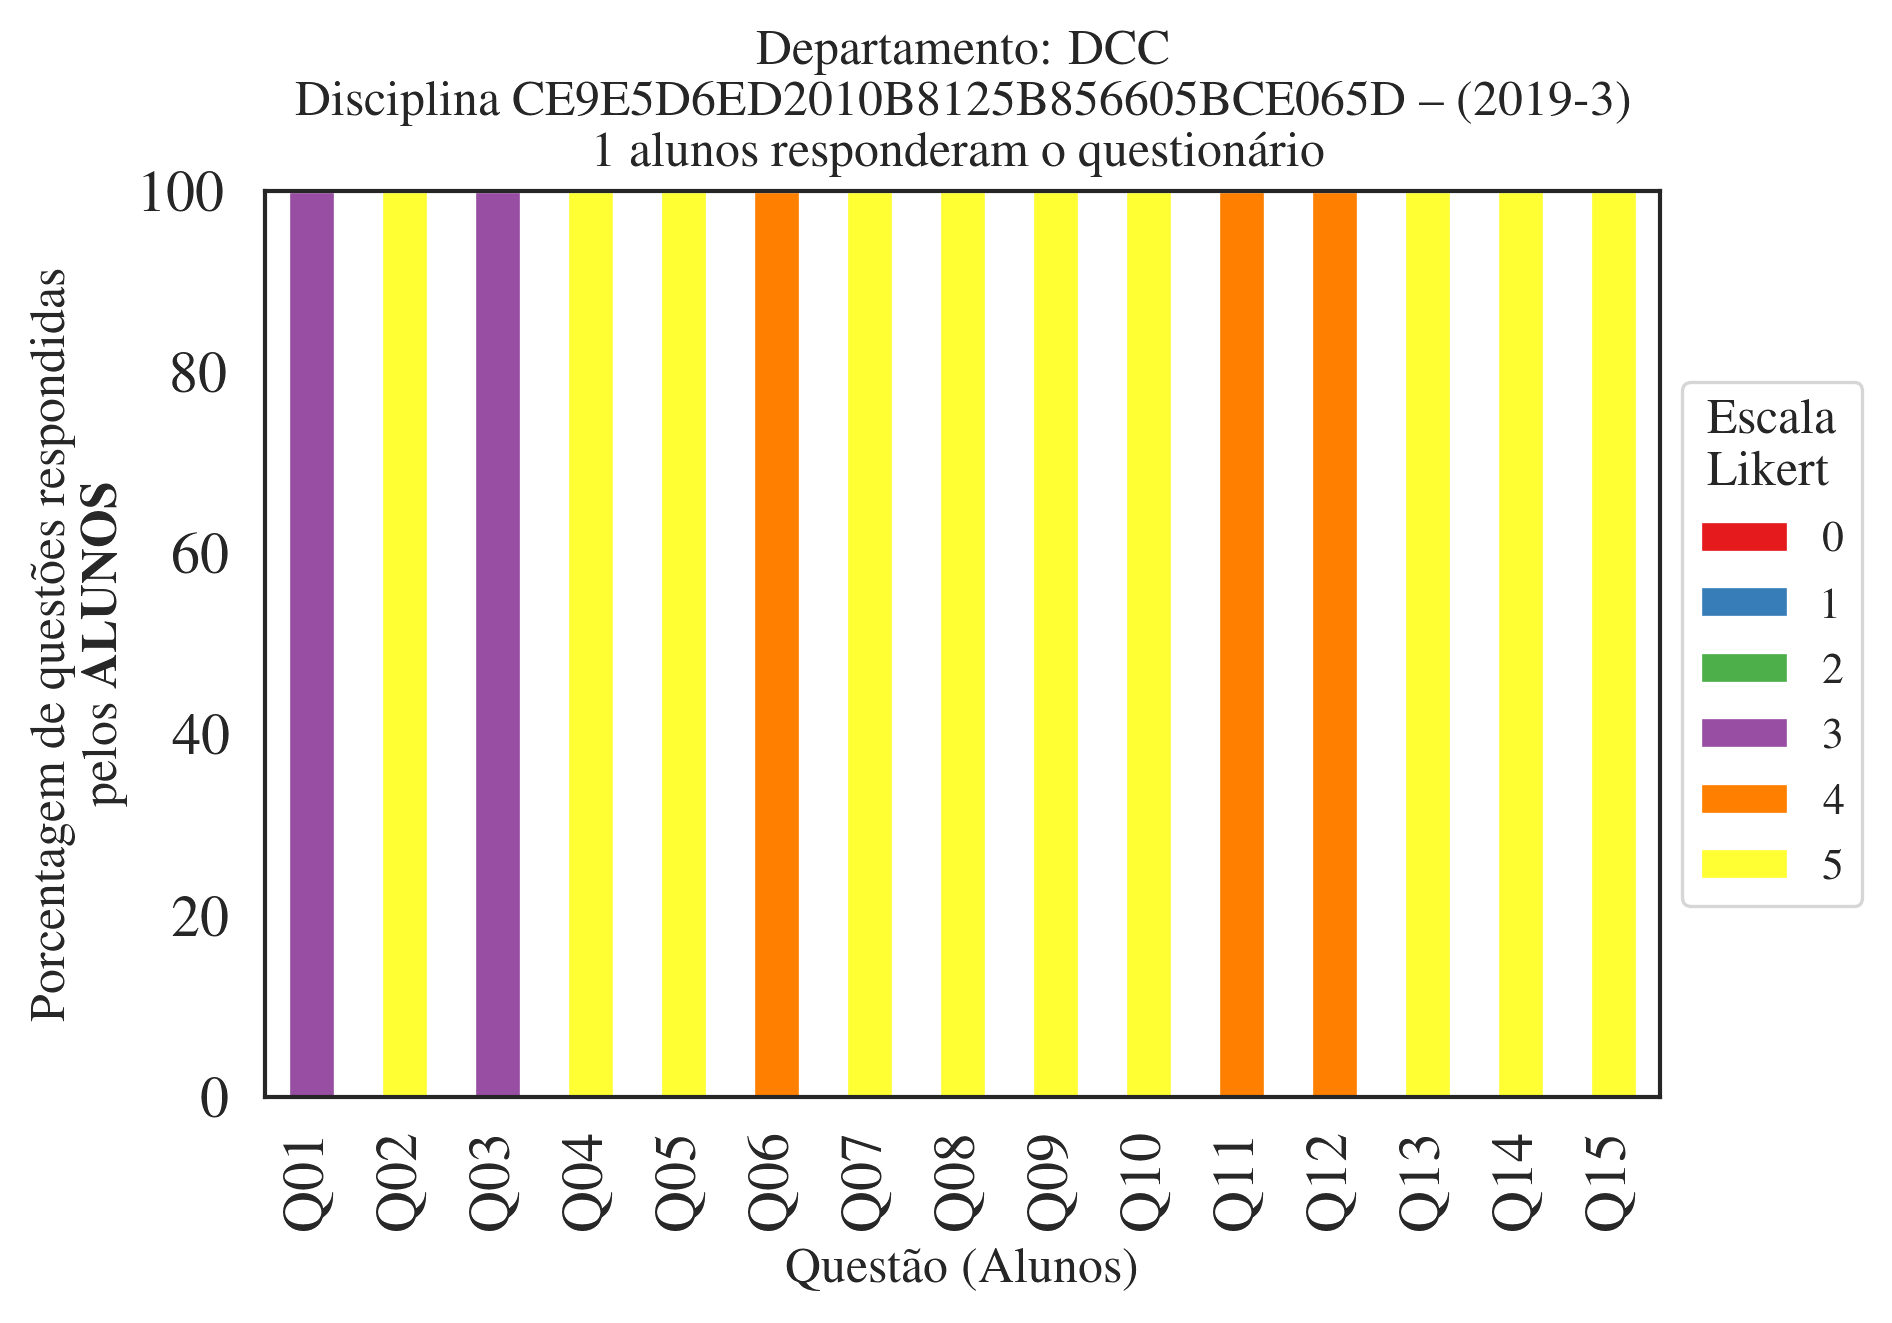 Departamento: DCC
Disciplina CE9E5D6ED2010B8125B856605BCE065D – (2019-3)
1 alunos responderam o questionário
100
80
60
40
20
0
Porcentagem de questões respondidas
pelos ALUNOS
Q01
Q02
Q03
Q04
Q05
Q06
Q07
Q08
Q09
Q10
Q11
Q12
Q13
Q14
Q15
Questão (Alunos)
Escala
Likert
0
1
2
3
4
5